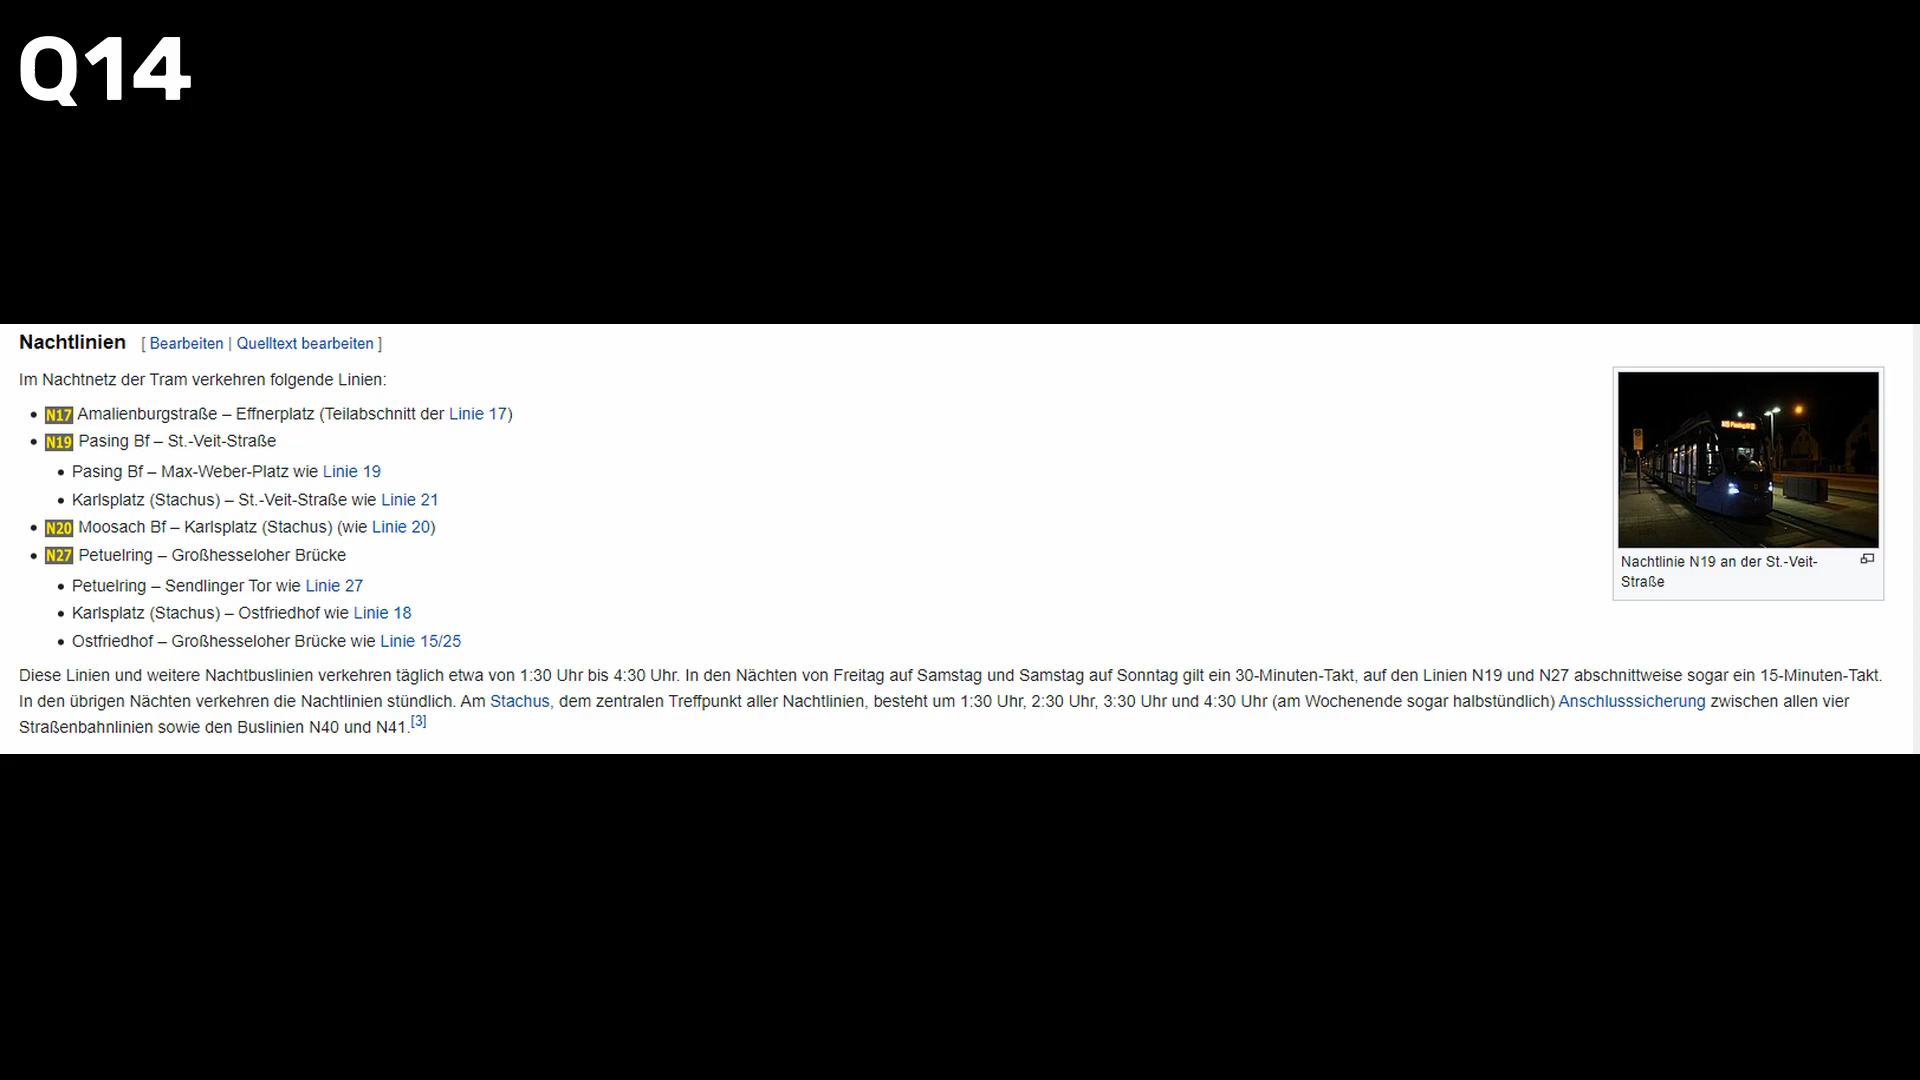 Q14
Nachtlinien [ Bearbeiten | Quelltext bearbeiten ]
Im Nachtnetz der Tram verkehren folgende Linien:
• N17 Amalienburgstraße – Effnerplatz (Teilabschnitt der Linie 17)
• N19 Pasing Bf – St.-Veit-Straße
• Pasing Bf – Max-Weber-Platz wie Linie 19
• Karlsplatz (Stachus) – St.-Veit-Straße wie Linie 21
• N20 Moosach Bf – Karlsplatz (Stachus) (wie Linie 20)
• N27 Petuelring – Großhesseloher Brücke
• Petuelring – Sendlinger Tor wie Linie 27
• Karlsplatz (Stachus) – Ostfriedhof wie Linie 18
• Ostfriedhof – Großhesseloher Brücke wie Linie 15/25
Nachtlinie N19 an der St.-Veit-
Straße
Diese Linien und weitere Nachtbuslinien verkehren täglich etwa von 1:30 Uhr bis 4:30 Uhr. In den Nächten von Freitag auf Samstag und Samstag auf Sonntag gilt ein 30-Minuten-Takt, auf den Linien N19 und N27 abschnittweise sogar ein 15-Minuten-Takt.
In den übrigen Nächten verkehren die Nachtlinien stündlich. Am Stachus, dem zentralen Treffpunkt aller Nachtlinien, besteht um 1:30 Uhr, 2:30 Uhr, 3:30 Uhr und 4:30 Uhr (am Wochenende sogar halbstündlich) Anschlusssicherung zwischen allen vier
Straßenbahnlinien sowie den Buslinien N40 und N41.[3]